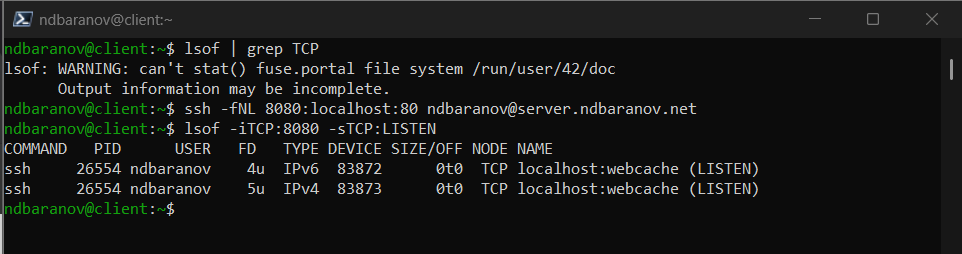 ndbaranov@client:~
ndbaranov@client:~$ lsof | grep TCP
lsof: WARNING: can't stat() fuse.portal file system /run/user/42/doc
      Output information may be incomplete.
ndbaranov@client:~$ ssh -fNL 8080:localhost:80 ndbaranov@server.ndbaranov.net
ndbaranov@client:~$ lsof -iTCP:8080 -sTCP:LISTEN
COMMAND   PID      USER   FD   TYPE DEVICE SIZE/OFF NODE NAME
ssh     26554 ndbaranov    4u  IPv6  83872      0t0  TCP localhost:webcache (LISTEN)
ssh     26554 ndbaranov    5u  IPv4  83873      0t0  TCP localhost:webcache (LISTEN)
ndbaranov@client:~$